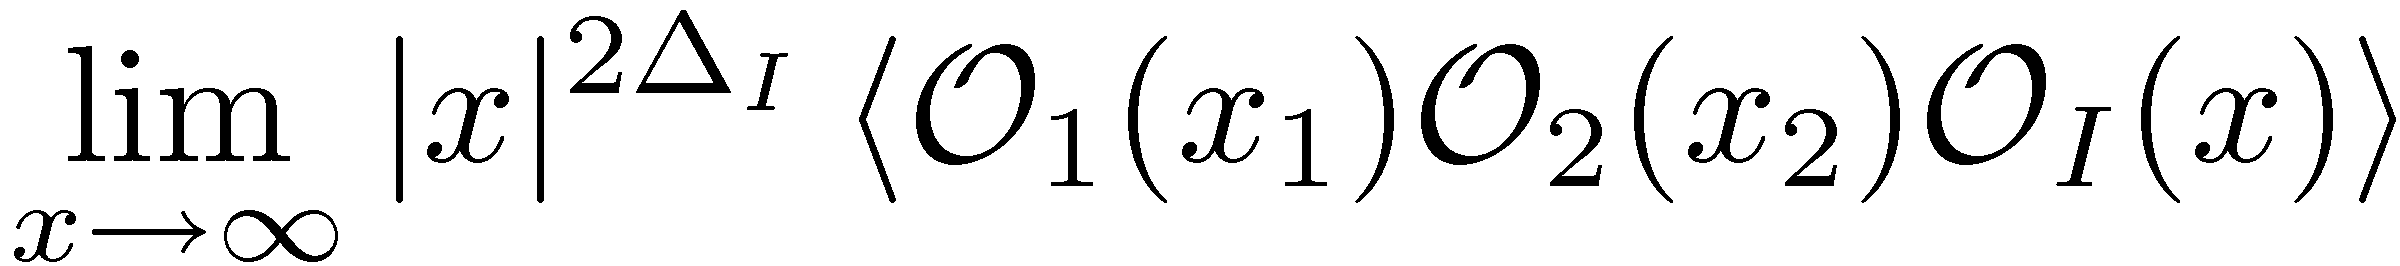 \lim_{x \to \infty} |x|^{2\Delta_I} \langle \mathcal{O}_1(x_1) \mathcal{O}_2(x_2) \mathcal{O}_I(x) \rangle